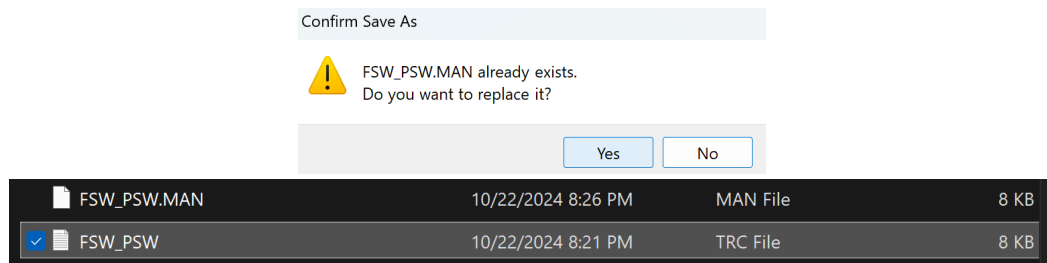 Confirm Save As
FSW_PSW.MAN already exists.
Do you want to replace it?
Yes No
FSW_PSW.MAN 10/22/2024 8:26 PM MAN File 8 KB
FSW_PSW 10/22/2024 8:21 PM TRC File 8 KB